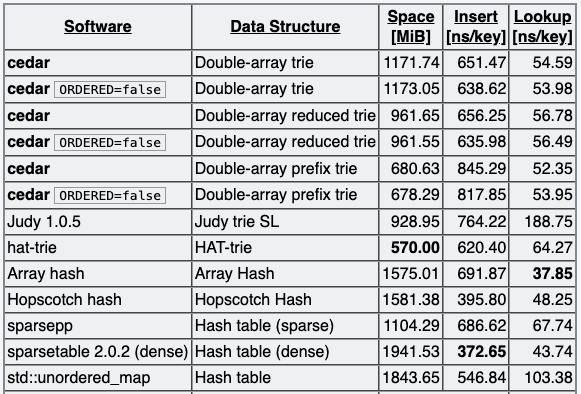 Software Data Structure Space [MiB] Insert [ns/key] Lookup [ns/key]
cedar Double-array trie 1171.74 651.47 54.59
cedar ORDERED=false Double-array trie 1173.05 638.62 53.98
cedar Double-array reduced trie 961.65 656.25 56.78
cedar ORDERED=false Double-array reduced trie 961.55 635.98 56.49
cedar Double-array prefix trie 680.63 845.29 52.35
cedar ORDERED=false Double-array prefix trie 678.29 817.85 53.95
Judy 1.0.5 Judy trie SL 928.95 764.22 188.75
hat-trie HAT-trie 570.00 620.40 64.27
Array hash Array Hash 1575.01 691.87 37.85
Hopscotch hash Hopscotch Hash 1581.38 395.80 48.25
sparsepp Hash table (sparse) 1104.29 686.62 67.74
sparsetable 2.0.2 (dense) Hash table (dense) 1941.53 372.65 43.74
std::unordered_map Hash table 1843.65 546.84 103.38